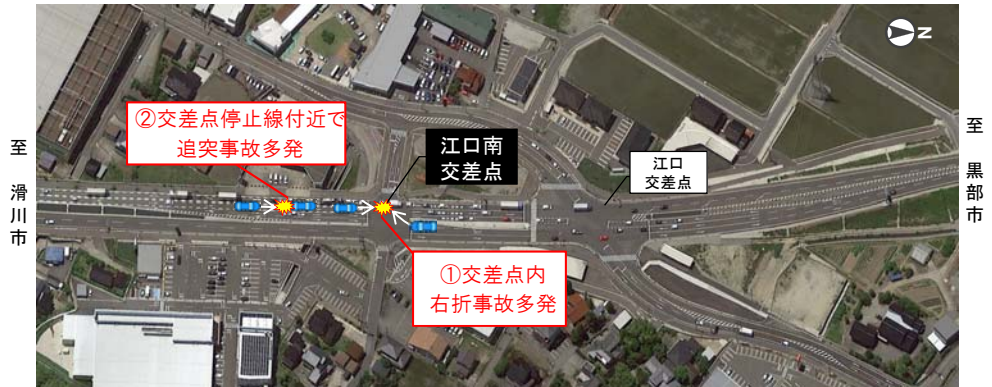 ②交差点停止線付近で
追突事故多発
江口南
交差点
江口
交差点
①交差点内
右折事故多発
至 滑川市
至 黒部市
N